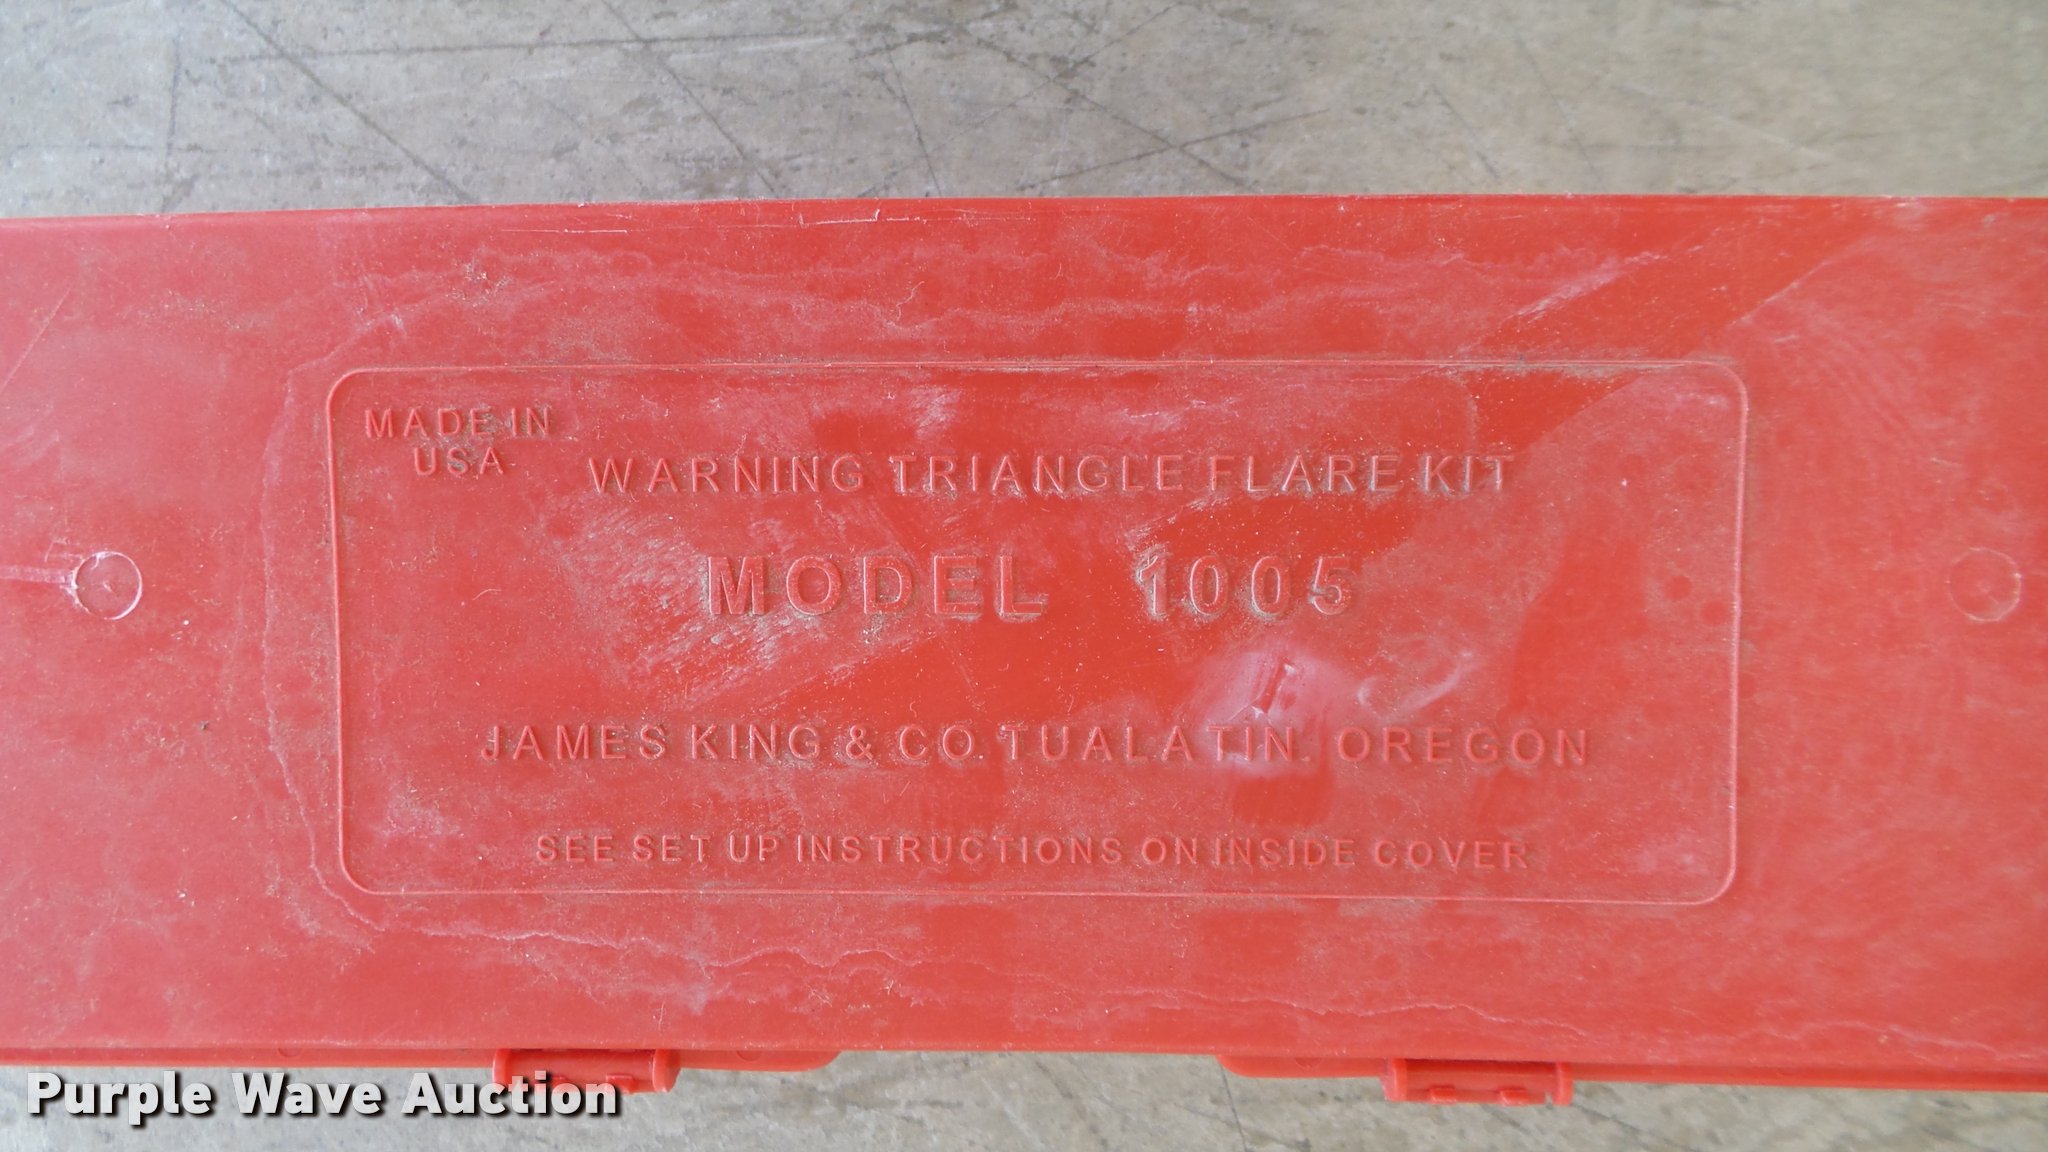 MADE IN
USA
WARNING TRIANGLE FLARE KIT
MODEL 1005
JAMES KING & CO. TUALATIN. OREGON
SEE SET UP INSTRUCTIONS ON INSIDE COVER
Purple Wave Auction